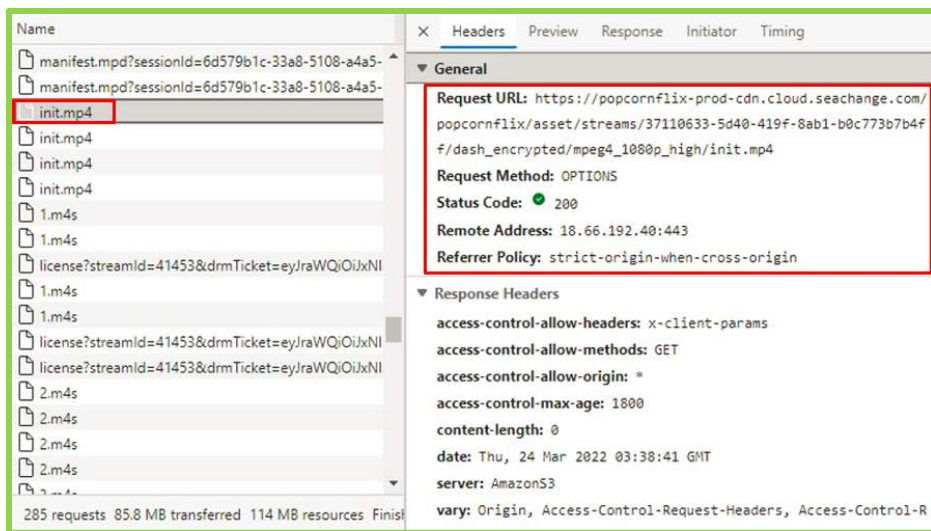 Name
manifest.mpd?sessionId=6d579b1c-33a8-5108-a4a5-
manifest.mpd?sessionId=6d579b1c-33a8-5108-a4a5-
init.mp4
init.mp4
init.mp4
init.mp4
1.m4s
1.m4s
license?streamId=41453&drmTicket=eyJraWQiOiJxNI
1.m4s
1.m4s
license?streamId=41453&drmTicket=eyJraWQiOiJxNI
license?streamId=41453&drmTicket=eyJraWQiOiJxNI
2.m4s
2.m4s
2.m4s
2.m4s
285 requests 85.8 MB transferred 114 MB resources Finish
× Headers Preview Response Initiator Timing
▼ General
Request URL: https://popcornflix-prod-cdn.cloud.seachange.com/
popcornflix/asset/streams/37110633-5d40-419f-8ab1-b0c773b7b4f
f/dash_encrypted/mpeg4_1080p_high/init.mp4
Request Method: OPTIONS
Status Code: 200
Remote Address: 18.66.192.40:443
Referrer Policy: strict-origin-when-cross-origin
▼ Response Headers
access-control-allow-headers: x-client-params
access-control-allow-methods: GET
access-control-allow-origin: *
access-control-max-age: 1800
content-length: 0
date: Thu, 24 Mar 2022 03:38:41 GMT
server: AmazonS3
vary: Origin, Access-Control-Request-Headers, Access-Control-R